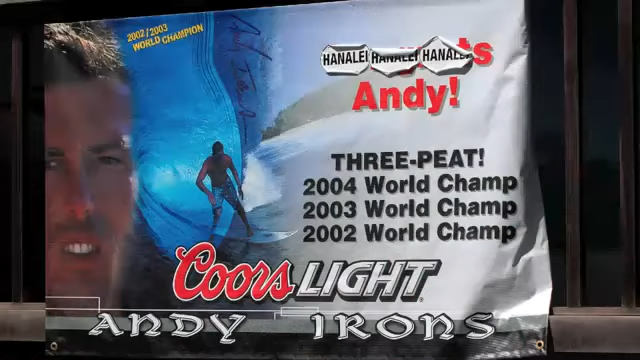 2002/2003
WORLD CHAMPION
HANALEI HANALEI HANALEI
Andy!
THREE-PEAT!
2004 World Champ
2003 World Champ
2002 World Champ
Coors LIGHT
ANDY IRONS